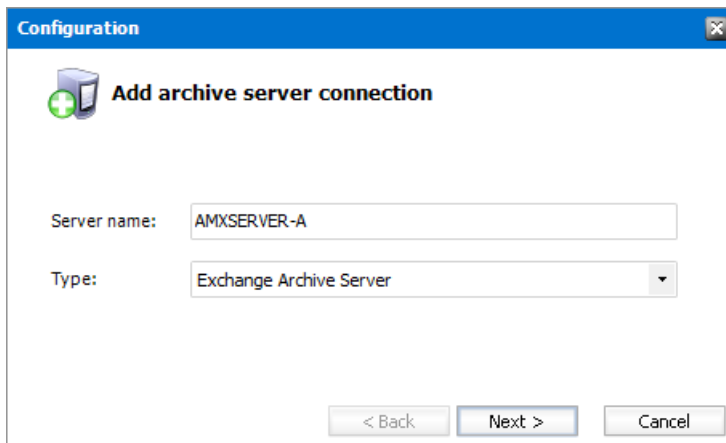 Configuration
Add archive server connection
Server name: AMXSERVER-A
Type: Exchange Archive Server
< Back Next > Cancel